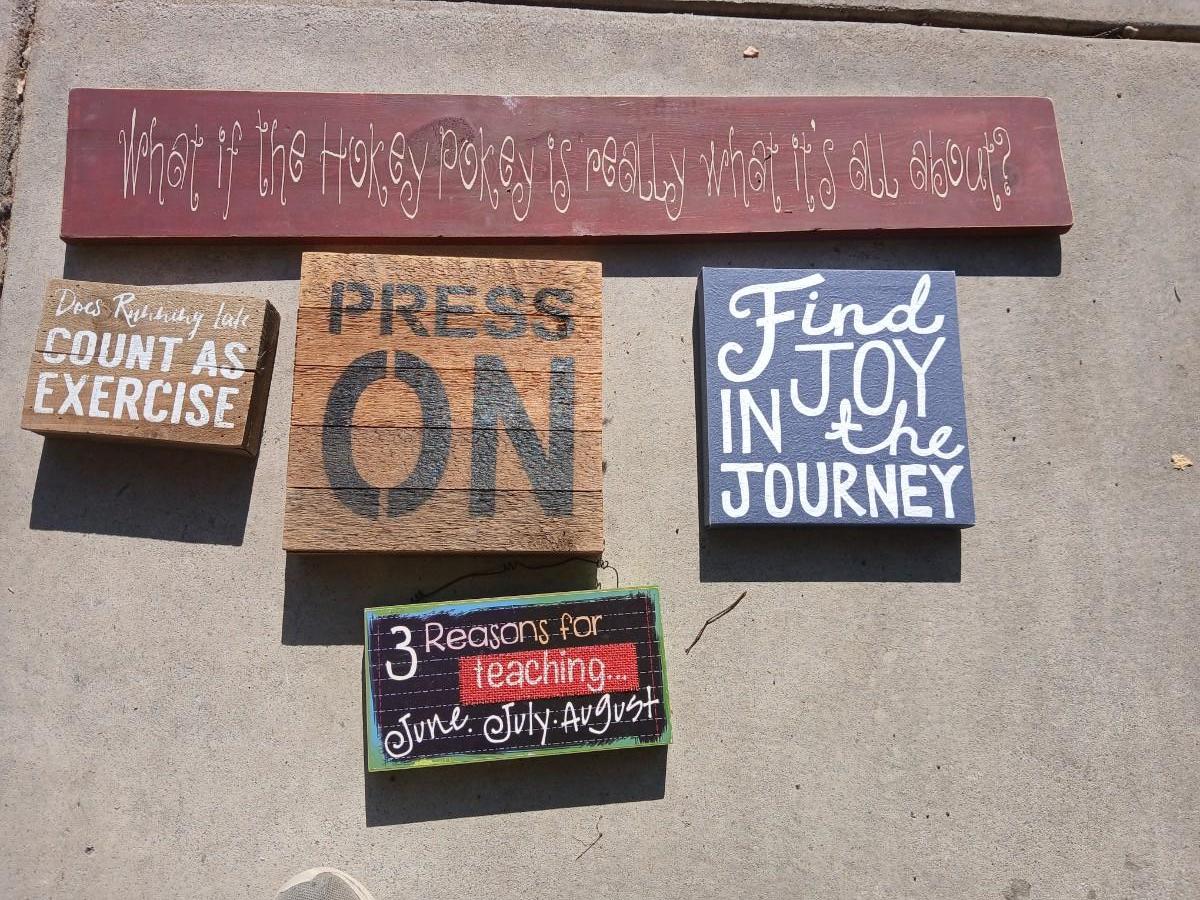 What if the Hokey Pokey is really what it's all about?
Does Running Late
COUNT AS
EXERCISE
PRESS
ON
Find
JOY
IN the
JOURNEY
3 Reasons for
teaching...
June. July. August